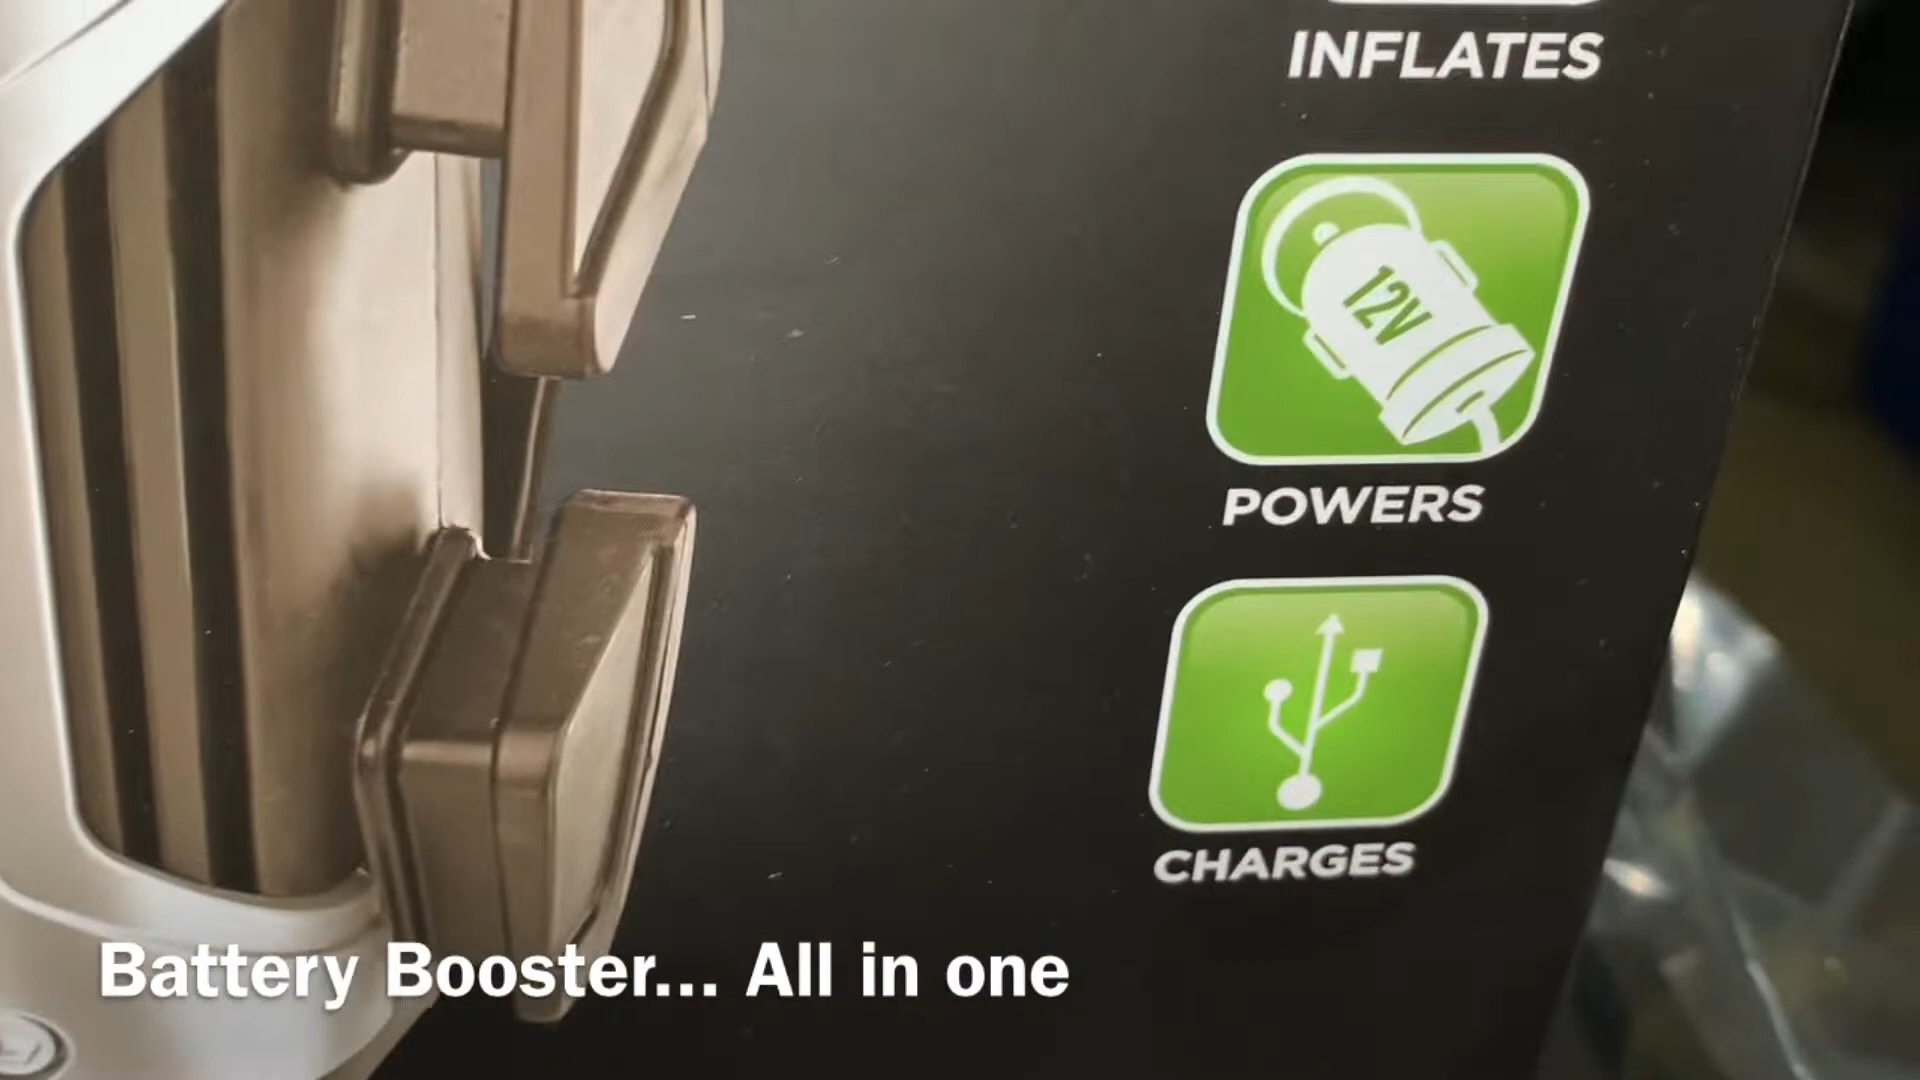 INFLATES
12V
POWERS
CHARGES
Battery Booster... All in one